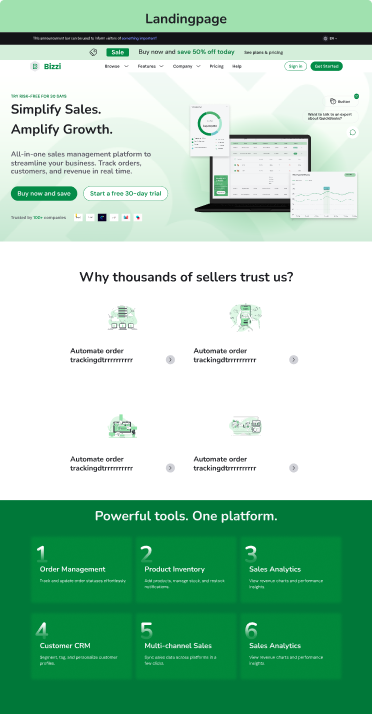 Landingpage
This announcement bar can be used to inform visitors of something important!
EN
Sale
Buy now and save 50% off today
See plans & pricing
Bizzi
Browse
Features
Company
Pricing
Help
Sign in
Get Started
TRY RISK-FREE FOR 30 DAYS
Simplify Sales.
Amplify Growth.
All-in-one sales management platform to
streamline your business. Track orders,
customers, and revenue in real time.
Buy now and save
Start a free 30-day trial
Trusted by 100+ companies
Button
Want to talk to an expert
about QuickBooks?
Why thousands of sellers trust us?
Automate order
trackingdtrrrrrrrrr
Automate order
trackingdtrrrrrrrrr
Automate order
trackingdtrrrrrrrrr
Automate order
trackingdtrrrrrrrrr
Powerful tools. One platform.
1
Order Management
Track and update order statuses effortlessly
2
Product Inventory
Add products, manage stock, and restock
notifications.
3
Sales Analytics
View revenue charts and performance
insights.
4
Customer CRM
Segment, tag, and personalize customer
profiles.
5
Multi-channel Sales
Sync sales data across platforms in a
few clicks.
6
Sales Analytics
View revenue charts and performance
insights.